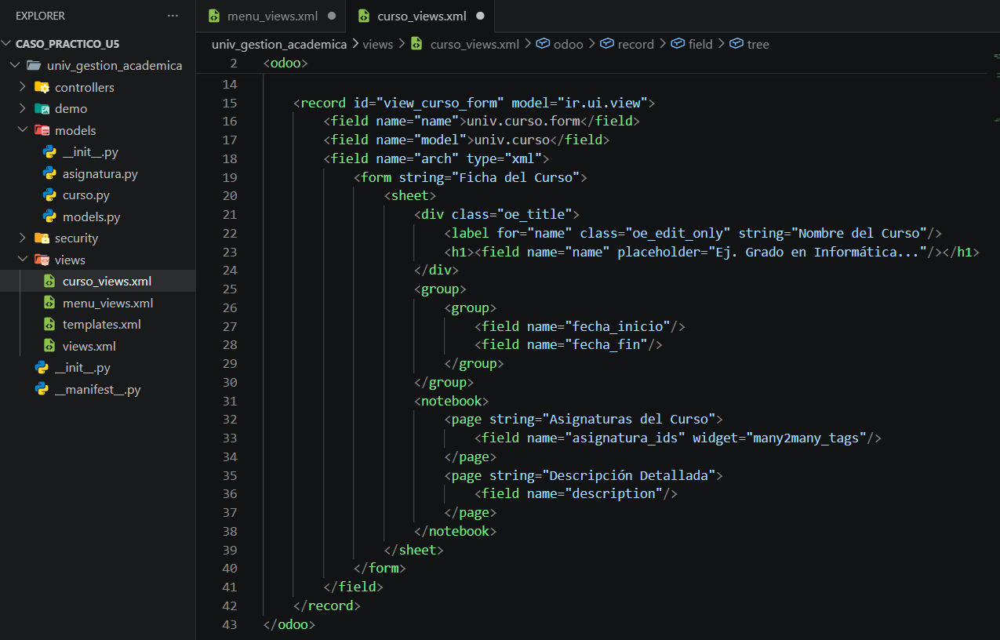 EXPLORER
...
CASO_PRACTICO_U5
univ_gestion_academica
controllers
demo
models
__init__.py
asignatura.py
curso.py
models.py
security
views
curso_views.xml
menu_views.xml
templates.xml
views.xml
__init__.py
__manifest__.py
menu_views.xml
curso_views.xml
univ_gestion_academica > views > curso_views.xml > odoo > record > field > tree
2 <odoo>
14
15 <record id="view_curso_form" model="ir.ui.view">
16 <field name="name">univ.curso.form</field>
17 <field name="model">univ.curso</field>
18 <field name="arch" type="xml">
19 <form string="Ficha del Curso">
20 <sheet>
21 <div class="oe_title">
22 <label for="name" class="oe_edit_only" string="Nombre del Curso"/>
23 <h1><field name="name" placeholder="Ej. Grado en Informática..."/></h1>
24 </div>
25 <group>
26 <group>
27 <field name="fecha_inicio"/>
28 <field name="fecha_fin"/>
29 </group>
30 </group>
31 <notebook>
32 <page string="Asignaturas del Curso">
33 <field name="asignatura_ids" widget="many2many_tags"/>
34 </page>
35 <page string="Descripción Detallada">
36 <field name="description"/>
37 </page>
38 </notebook>
39 </sheet>
40 </form>
41 </field>
42 </record>
43 </odoo>